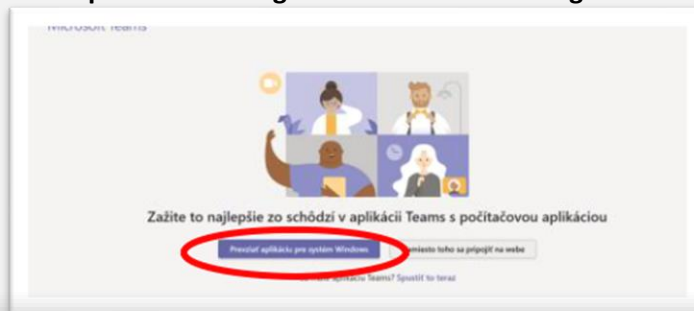 Microsoft Teams
Zažite to najlepšie zo schôdzí v aplikácii Teams s počítačovou aplikáciou
Prevziať aplikáciu pre systém Windows
miesto toho sa pripojiť na webe
aplikáciu Teams? Spustiť to teraz